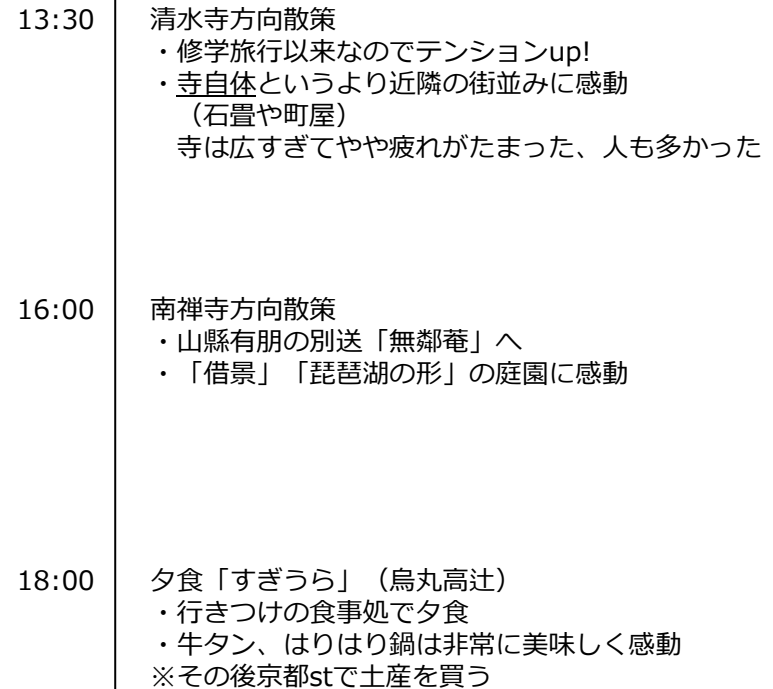 13:30 清水寺方向散策
・修学旅行以来なのでテンションup!
・寺自体というより近隣の街並みに感動
（石畳や町屋）
寺は広すぎてやや疲れがたまった、人も多かった
16:00 南禅寺方向散策
・山縣有朋の別送「無鄰菴」へ
・「借景」「琵琶湖の形」の庭園に感動
18:00 夕食「すぎうら」（烏丸高辻）
・行きつけの食事処で夕食
・牛タン、はりはり鍋は非常に美味しく感動
※その後京都stで土産を買う